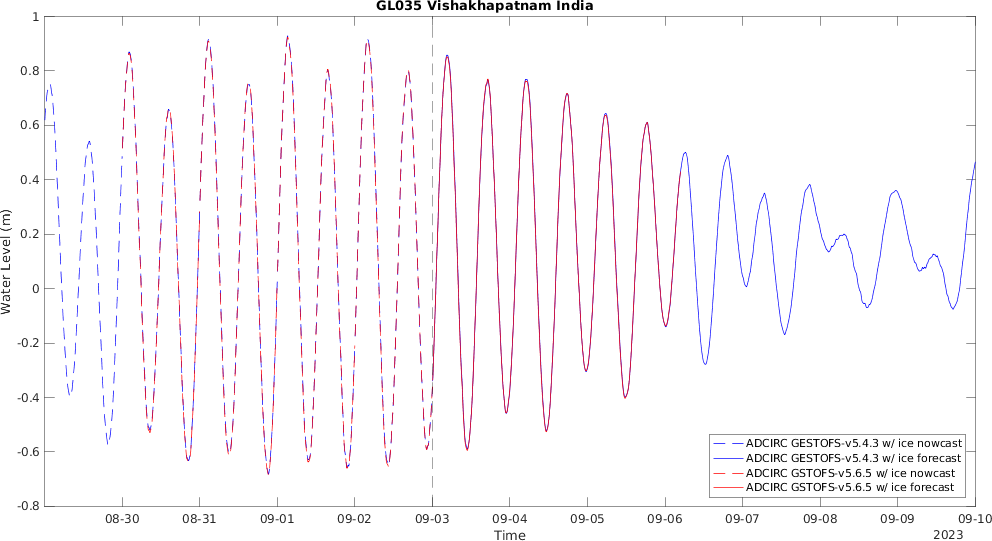 GL035 Vishakhapatnam India
1
0.8
0.6
0.4
0.2
0
-0.2
-0.4
-0.6
-0.8
Water Level (m)
ADCIRC GESTOFS-v5.4.3 w/ ice nowcast
ADCIRC GESTOFS-v5.4.3 w/ ice forecast
ADCIRC GSTOFS-v5.6.5 w/ ice nowcast
ADCIRC GSTOFS-v5.6.5 w/ ice forecast
08-30 08-31 09-01 09-02 09-03 09-04 09-05 09-06 09-07 09-08 09-09 09-10
Time 2023